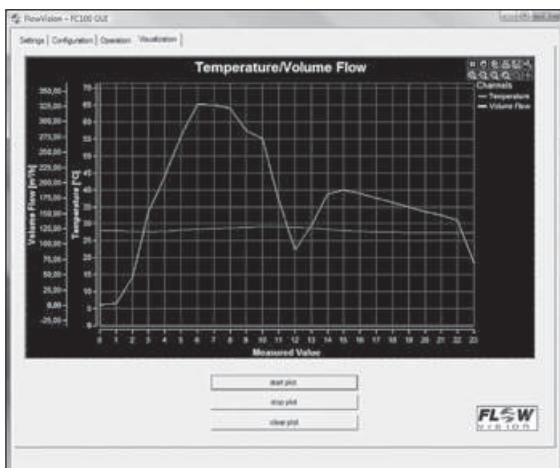 FlowVision - FC100 GUI
Settings Configuration Operation Visualization
Temperature/Volume Flow
Channels
Temperature
Volume Flow
Volume Flow [m³/h]
350,00
325,00
300,00
275,00
250,00
225,00
200,00
175,00
150,00
125,00
100,00
75,00
50,00
25,00
0,00
-25,00
Temperature [°C]
70
65
60
55
50
45
40
35
30
25
20
15
10
5
0
0 1 2 3 4 5 6 7 8 9 10 11 12 13 14 15 16 17 18 19 20 21 22 23
Measured Value
start plot
stop plot
clear plot
FLOW
VISION